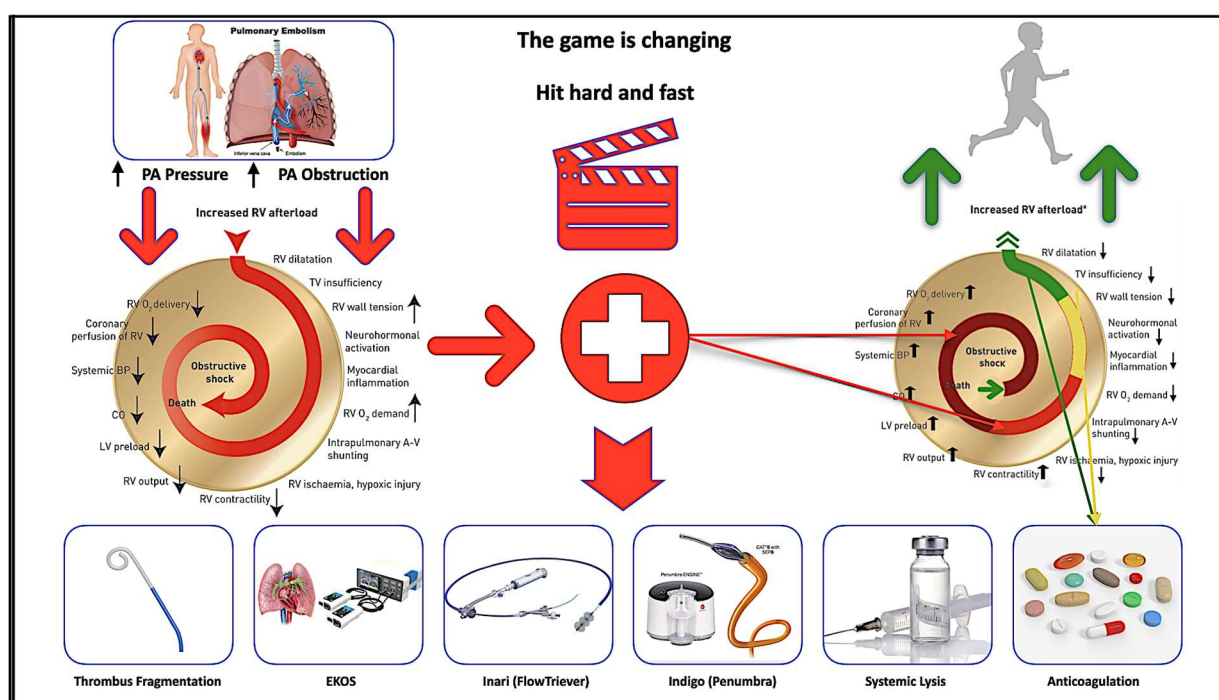 The game is changing
Hit hard and fast
Pulmonary Embolism
Inferior vena cava
Embolism
PA Pressure
PA Obstruction
Increased RV afterload
RV dilatation
TV insufficiency
RV wall tension
Neurohormonal
activation
Myocardial
inflammation
RV O₂ demand
Intrapulmonary A-V
shunting
RV ischaemia, hypoxic injury
RV contractility
RV output
LV preload
CO
Systemic BP
Coronary
perfusion of RV
RV O₂ delivery
Obstructive
shock
Death
Increased RV afterloadᵃ
RV dilatation
TV insufficiency
RV wall tension
Neurohormonal
activation
Myocardial
inflammation
RV O₂ demand
Intrapulmonary A-V
shunting
RV ischaemia, hypoxic injury
RV contractility
RV output
LV preload
CO
Systemic BP
Coronary
perfusion of RV
RV O₂ delivery
Obstructive
shock
Death
Penumbra ENGINE™
CAT™8 with
SEP8
Thrombus Fragmentation
EKOS
Inari (FlowTriever)
Indigo (Penumbra)
Systemic Lysis
Anticoagulation